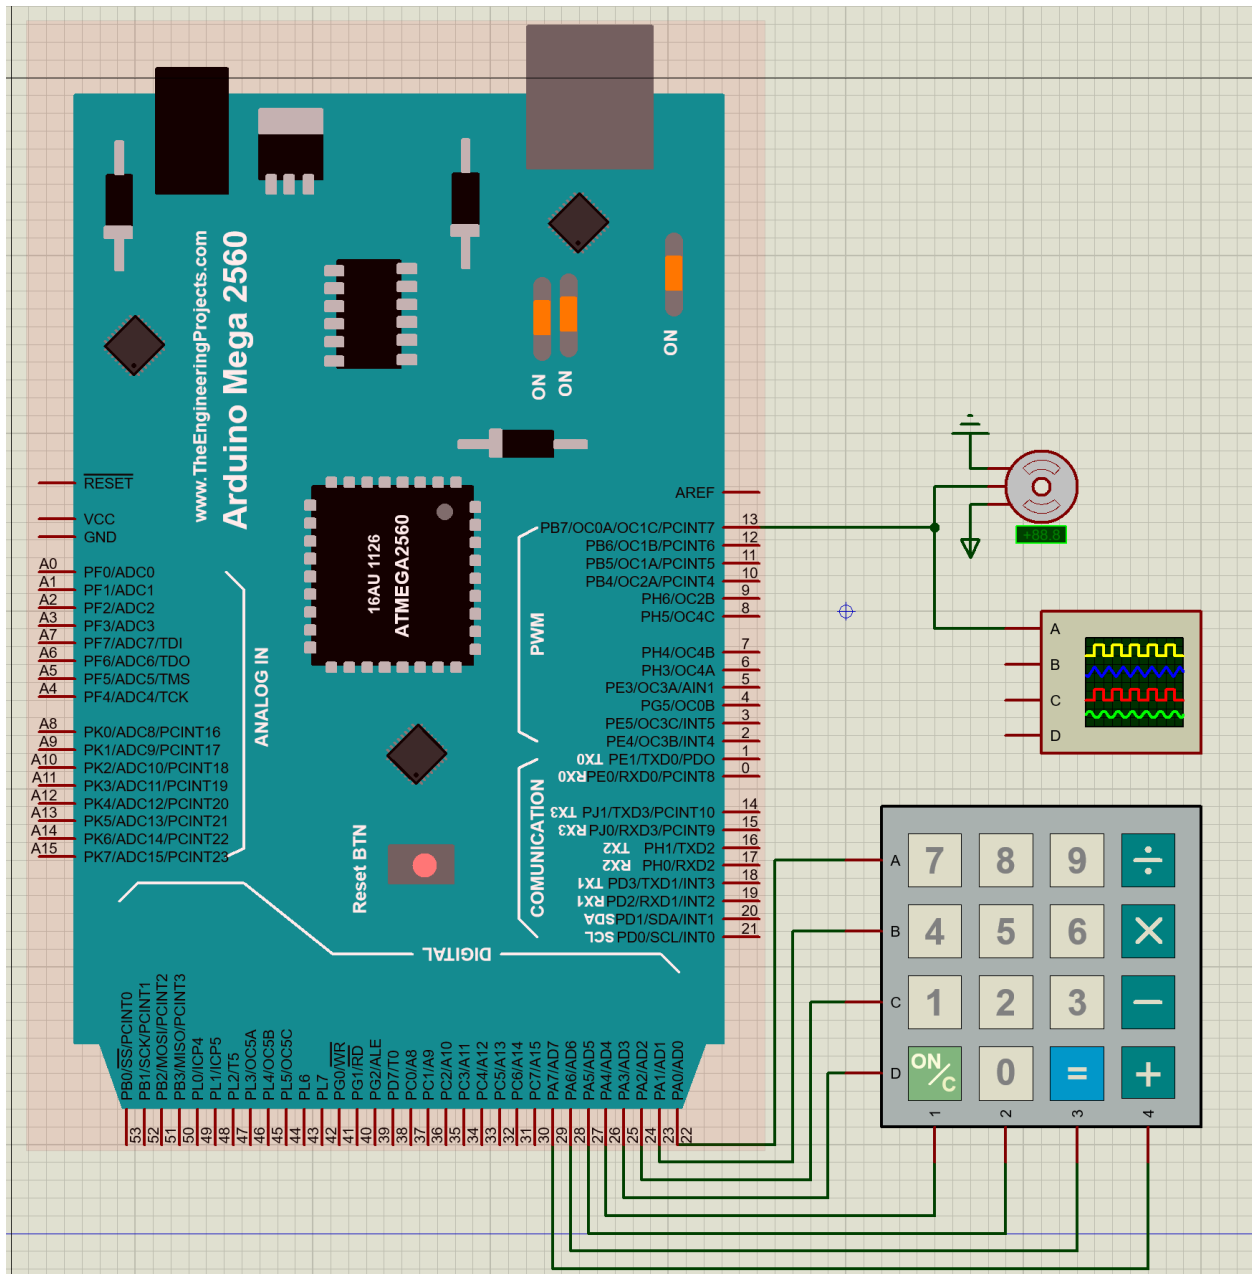 www.TheEngineeringProjects.com
Arduino Mega 2560
ON
ON
ON
16AU 1126
ATMEGA2560
RESET
VCC
GND
A0 PF0/ADC0
A1 PF1/ADC1
A2 PF2/ADC2
A3 PF3/ADC3
A7 PF7/ADC7/TDI
A6 PF6/ADC6/TDO
A5 PF5/ADC5/TMS
A4 PF4/ADC4/TCK
A8 PK0/ADC8/PCINT16
A9 PK1/ADC9/PCINT17
A10 PK2/ADC10/PCINT18
A11 PK3/ADC11/PCINT19
A12 PK4/ADC12/PCINT20
A13 PK5/ADC13/PCINT21
A14 PK6/ADC14/PCINT22
A15 PK7/ADC15/PCINT23
ANALOG IN
AREF
PB7/OC0A/OC1C/PCINT7 13
PB6/OC1B/PCINT6 12
PB5/OC1A/PCINT5 11
PB4/OC2A/PCINT4 10
PH6/OC2B 9
PH5/OC4C 8
PH4/OC4B 7
PH3/OC4A 6
PE3/OC3A/AIN1 5
PG5/OC0B 4
PE5/OC3C/INT5 3
PE4/OC3B/INT4 2
TX0 PE1/TXD0/PDO 1
RX0 PE0/RXD0/PCINT8 0
PWM
TX3 PJ1/TXD3/PCINT10 14
RX3 PJ0/RXD3/PCINT9 15
TX2 PH1/TXD2 16
RX2 PH0/RXD2 17
TX1 PD3/TXD1/INT3 18
RX1 PD2/RXD1/INT2 19
SDA PD1/SDA/INT1 20
SCL PD0/SCL/INT0 21
COMUNICATION
Reset BTN
DIGITAL
PB0/SS/PCINT0 53
PB1/SCK/PCINT1 52
PB2/MOSI/PCINT2 51
PB3/MISO/PCINT3 50
PL0/ICP4 49
PL1/ICP5 48
PL2/T5 47
PL3/OC5A 46
PL4/OC5B 45
PL5/OC5C 44
PL6 43
PL7 42
PG0/WR 41
PG1/RD 40
PG2/ALE 39
PD7/T0 38
PC0/A8 37
PC1/A9 36
PC2/A10 35
PC3/A11 34
PC4/A12 33
PC5/A13 32
PC6/A14 31
PC7/A15 30
PA7/AD7 29
PA6/AD6 28
PA5/AD5 27
PA4/AD4 26
PA3/AD3 25
PA2/AD2 24
PA1/AD1 23
PA0/AD0 22
+88.8
A
B
C
D
A 7 8 9 ÷
B 4 5 6 ×
C 1 2 3 −
D ON/C 0 = +
1 2 3 4